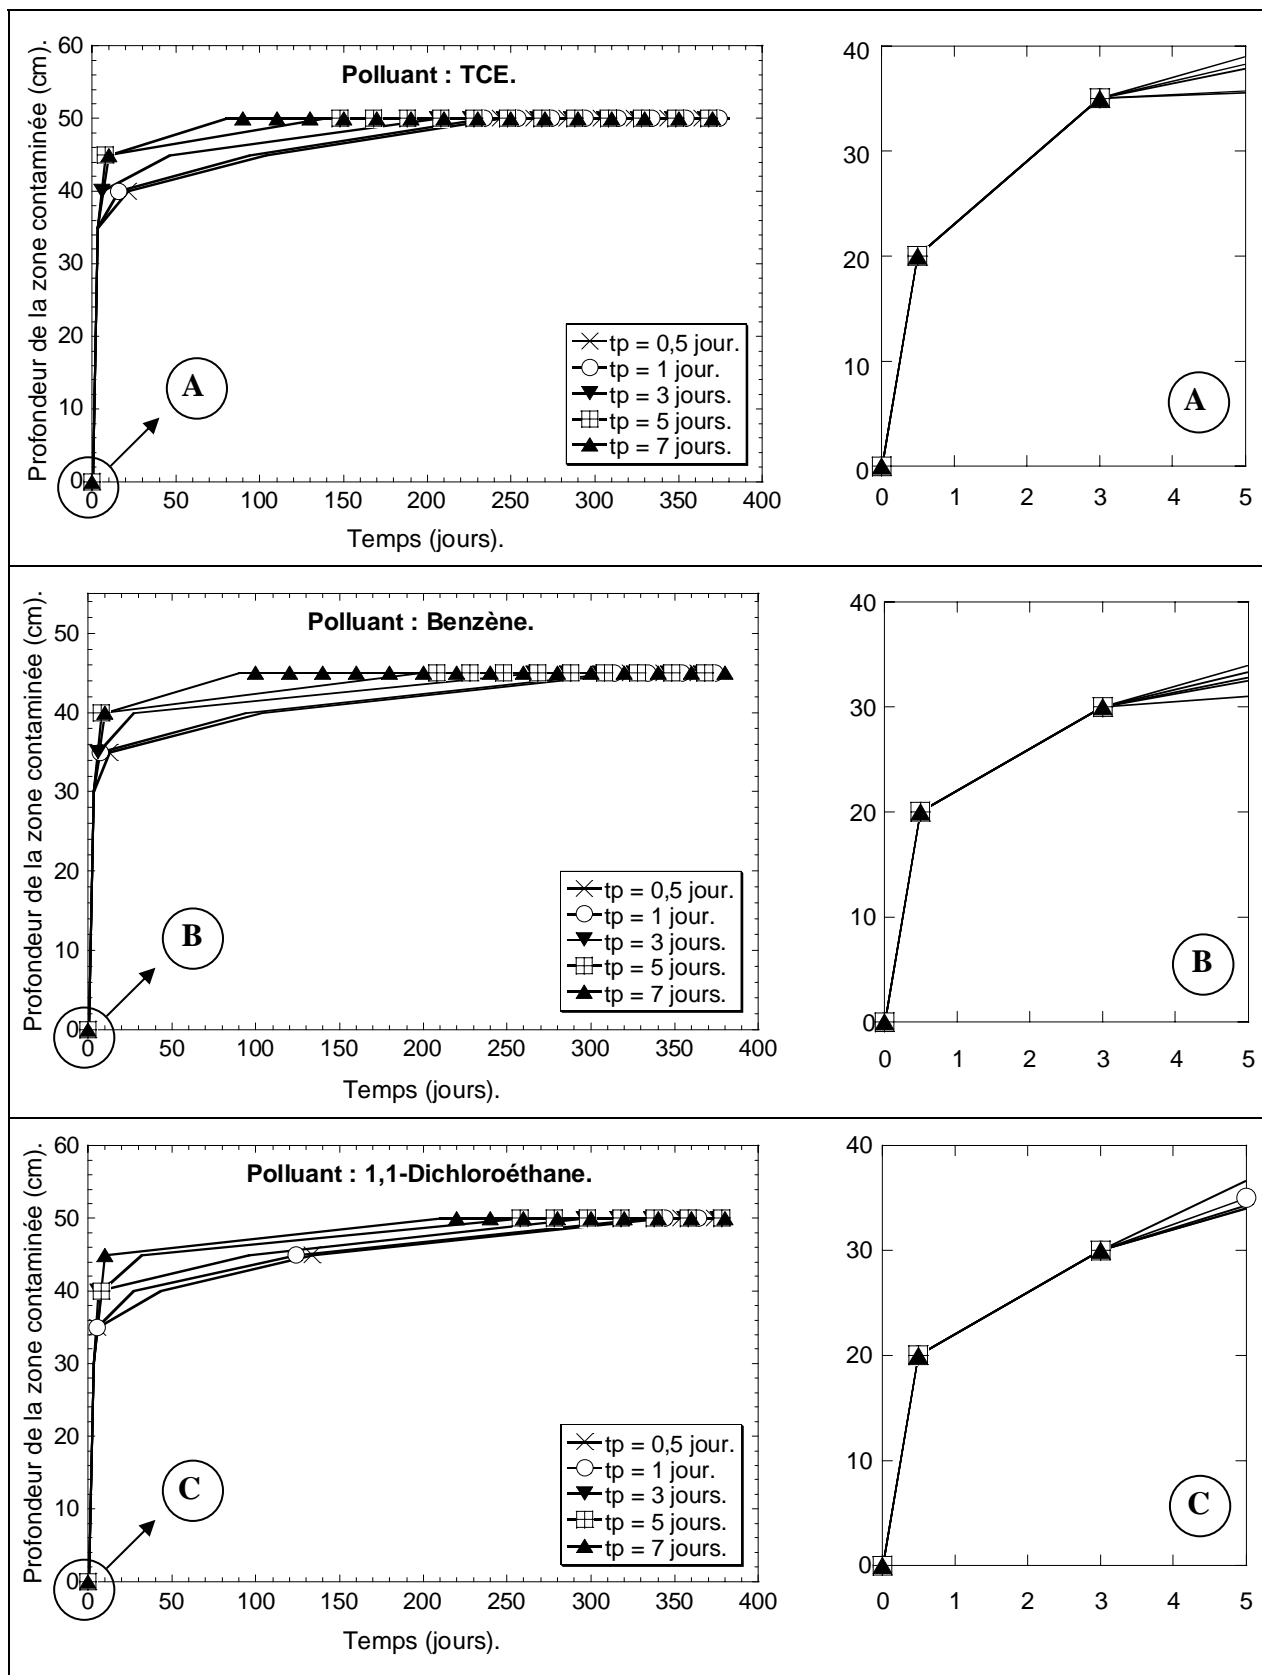 Polluant : TCE.
Profondeur de la zone contaminée (cm).
60
50
40
30
20
10
0
0 50 100 150 200 250 300 350 400
Temps (jours).
tp = 0,5 jour.
tp = 1 jour.
tp = 3 jours.
tp = 5 jours.
tp = 7 jours.
A
40
30
20
10
0
0 1 2 3 4 5
A
Polluant : Benzène.
Profondeur de la zone contaminée (cm).
50
40
30
20
10
0
0 50 100 150 200 250 300 350 400
Temps (jours).
tp = 0,5 jour.
tp = 1 jour.
tp = 3 jours.
tp = 5 jours.
tp = 7 jours.
B
40
30
20
10
0
0 1 2 3 4 5
B
Polluant : 1,1-Dichloroéthane.
Profondeur de la zone contaminée (cm).
60
50
40
30
20
10
0
0 50 100 150 200 250 300 350 400
Temps (jours).
tp = 0,5 jour.
tp = 1 jour.
tp = 3 jours.
tp = 5 jours.
tp = 7 jours.
C
40
30
20
10
0
0 1 2 3 4 5
C